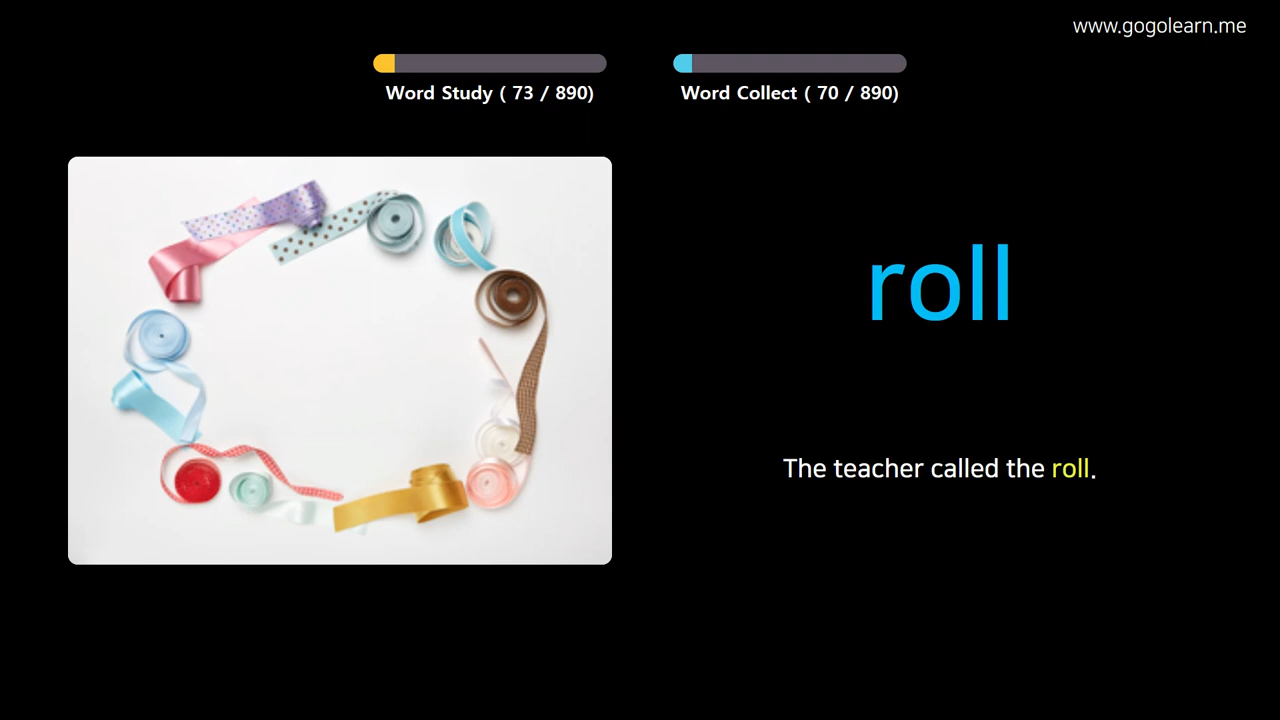 www.gogolearn.me
Word Study ( 73 / 890)
Word Collect ( 70 / 890)
roll
The teacher called the roll.